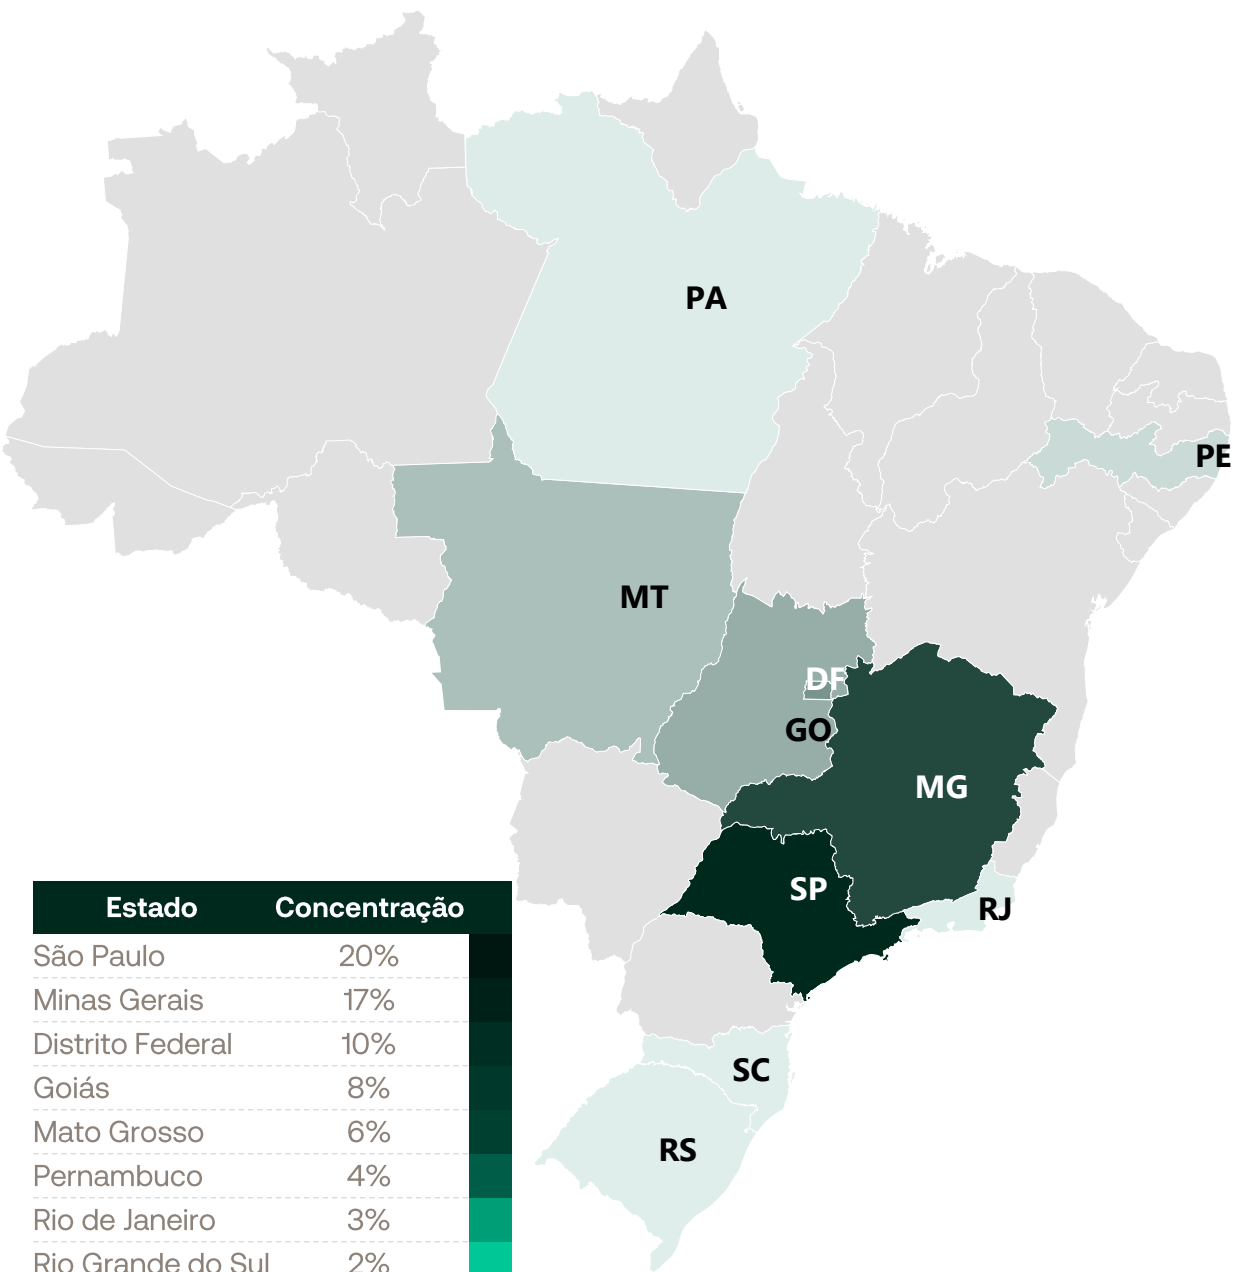 PA
PE
MT
DF
GO
MG
SP
RJ
SC
RS
Estado Concentração
São Paulo 20%
Minas Gerais 17%
Distrito Federal 10%
Goiás 8%
Mato Grosso 6%
Pernambuco 4%
Rio de Janeiro 3%
Rio Grande do Sul 2%